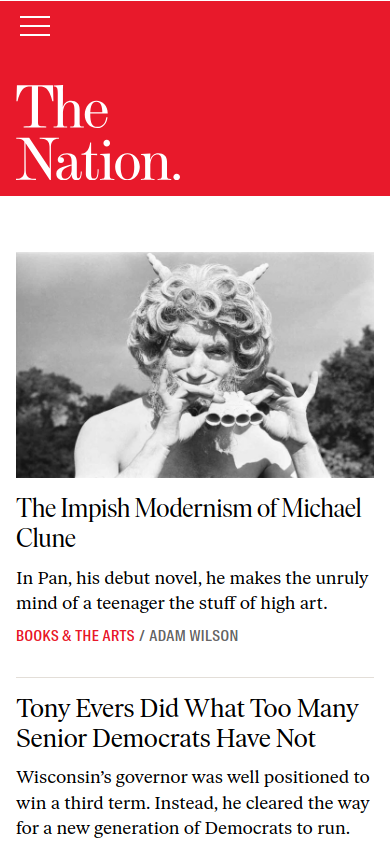 The
Nation.
The Impish Modernism of Michael
Clune
In Pan, his debut novel, he makes the unruly
mind of a teenager the stuff of high art.
BOOKS & THE ARTS / ADAM WILSON
Tony Evers Did What Too Many
Senior Democrats Have Not
Wisconsin’s governor was well positioned to
win a third term. Instead, he cleared the way
for a new generation of Democrats to run.